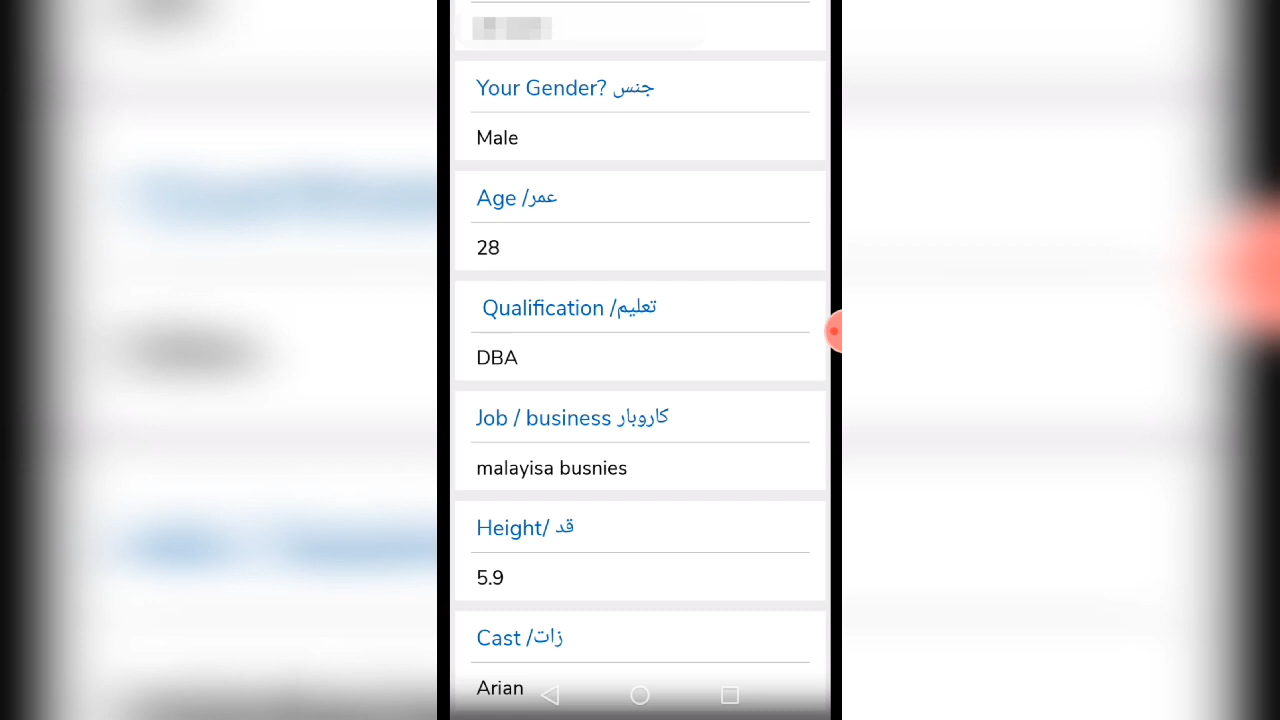 Your Gender? جنس
Male
Age /عمر
28
Qualification /تعلیم
DBA
Job / business کاروبار
malayisa busnies
Height/ قد
5.9
Cast /زات
Arian